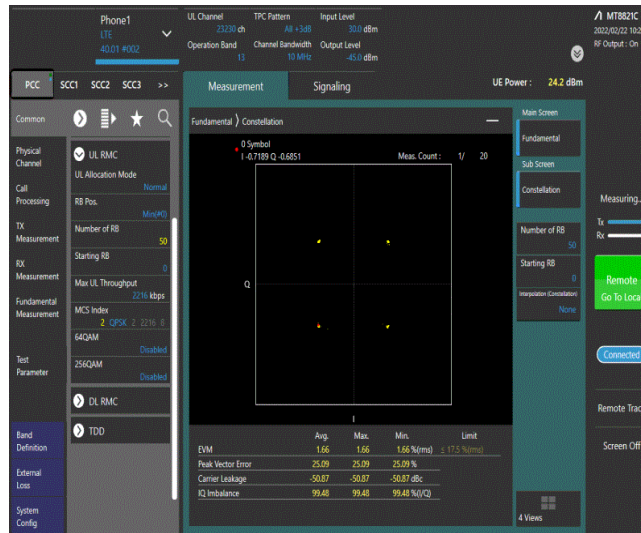 Phone1
LTE
40.01 #002
UL Channel TPC Pattern Input Level
23230 ch All +3dB 30.0 dBm
Operation Band Channel Bandwidth Output Level
13 10 MHz -45.0 dBm
MT8821C
2022/02/22 10:2
RF Output : On
PCC SCC1 SCC2 SCC3 >>
Measurement Signaling
UE Power : 24.2 dBm
Common
Physical
Channel
Call
Processing
TX
Measurement
RX
Measurement
Fundamental
Measurement
Test
Parameter
Band
Definition
External
Loss
System
Config
UL RMC
UL Allocation Mode
Normal
RB Pos.
Min(#0)
Number of RB
50
Starting RB
0
Max UL Throughput
2216 kbps
MCS Index
2 QPSK 2 2216 0
64QAM
Disabled
256QAM
Disabled
DL RMC
TDD
Fundamental Constellation
0 Symbol
I -0.7189 Q -0.6851 Meas. Count : 1/ 20
Q
I
Avg. Max. Min. Limit
EVM 1.66 1.66 1.66 %(rms) ≤ 17.5 %(rms)
Peak Vector Error 25.09 25.09 25.09 %
Carrier Leakage -50.87 -50.87 -50.87 dBc
IQ Imbalance 99.48 99.48 99.48 %(I/Q)
Main Screen
Fundamental
Sub Screen
Constellation
Number of RB
50
Starting RB
0
Interpolation (Constellation)
None
4 Views
Measuring..
Tx
Rx
Remote
Go To Loca
Connected
Remote Trac
Screen Off